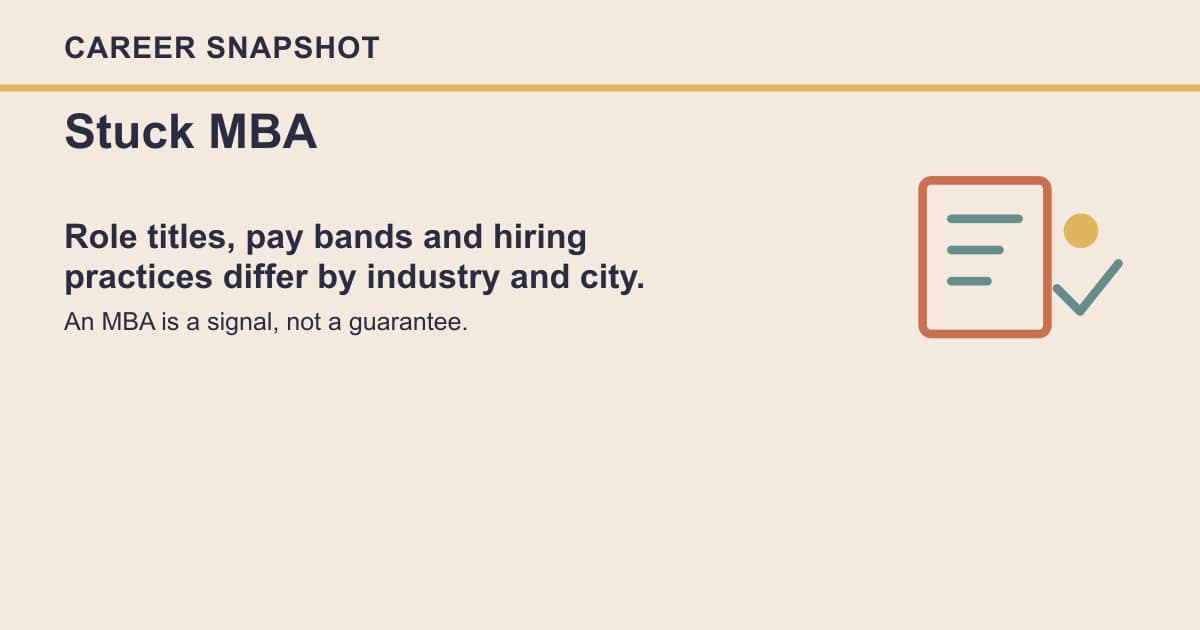 CAREER SNAPSHOT
Stuck MBA
Role titles, pay bands and hiring
practices differ by industry and city.
An MBA is a signal, not a guarantee.